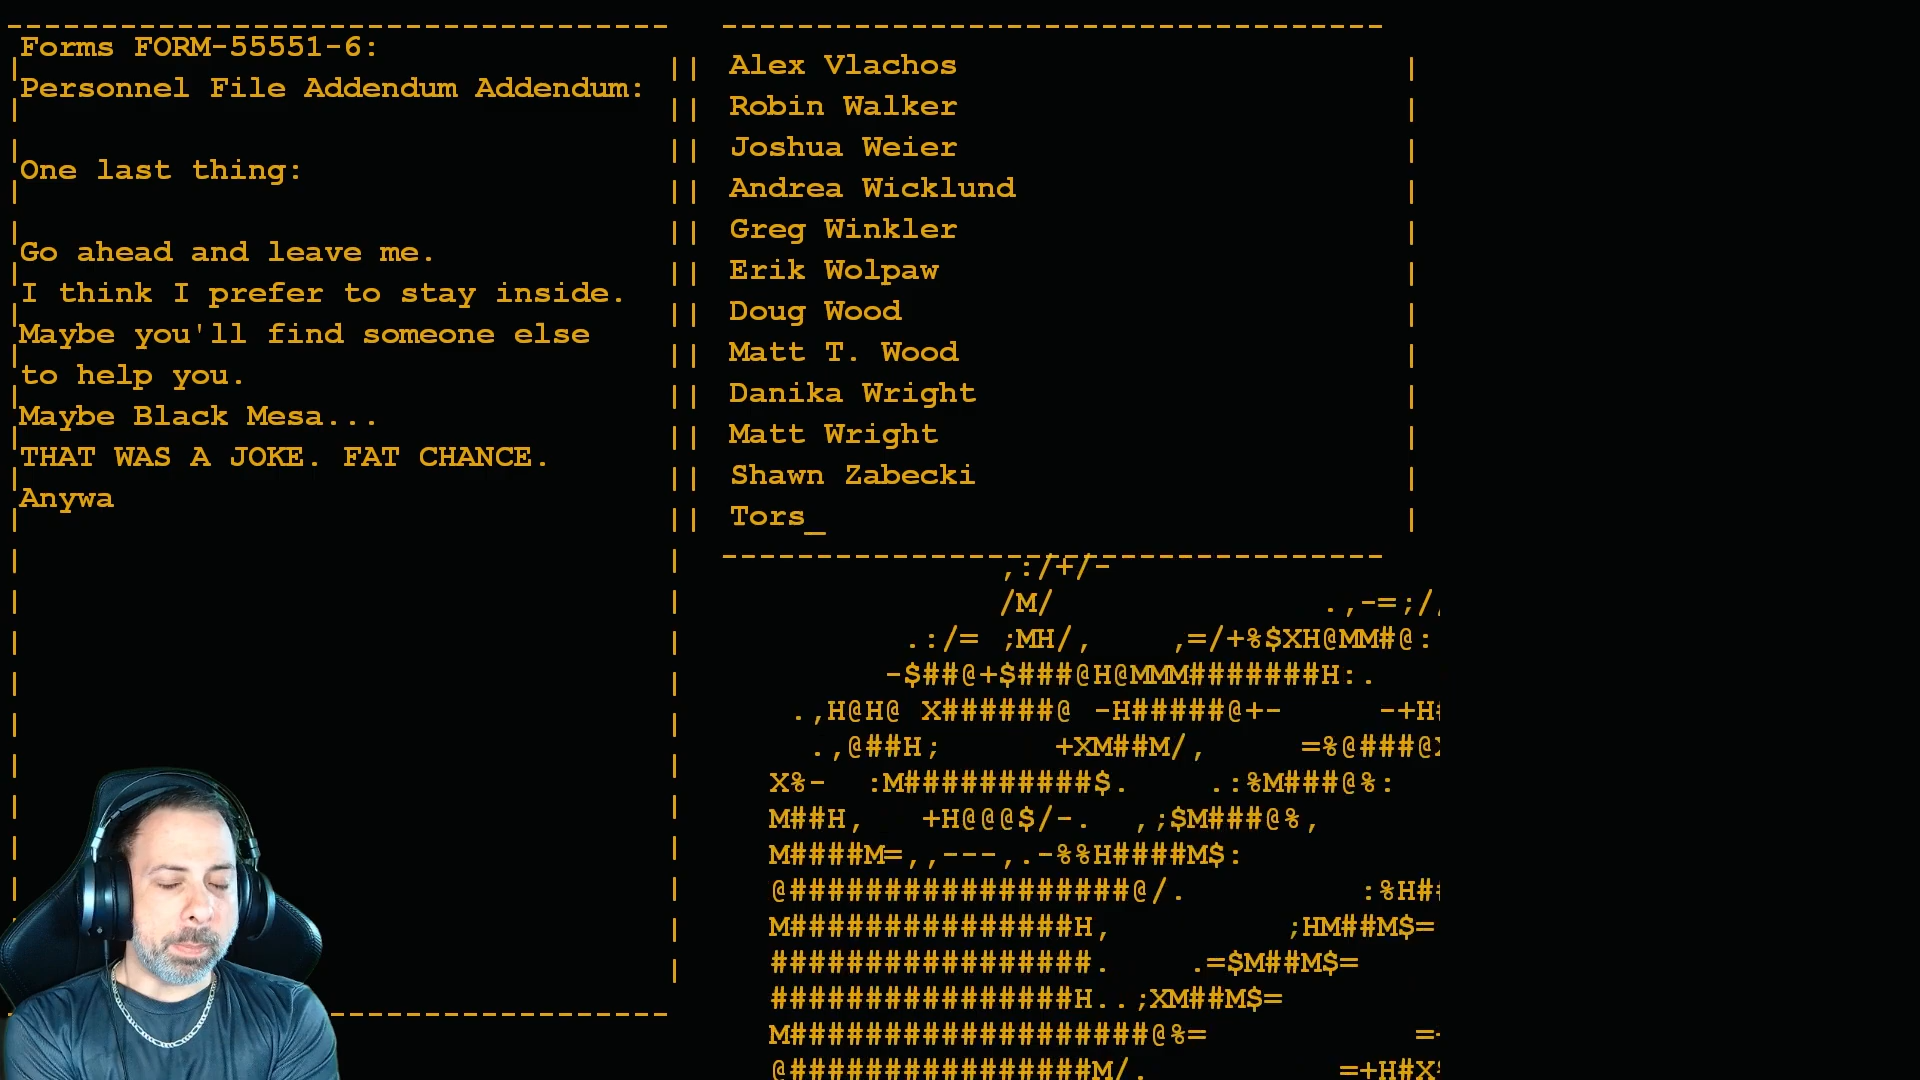 Forms FORM-55551-6:
Personnel File Addendum Addendum:
One last thing:
Go ahead and leave me.
I think I prefer to stay inside.
Maybe you'll find someone else
to help you.
Maybe Black Mesa...
THAT WAS A JOKE. FAT CHANCE.
Anywa
Alex Vlachos
Robin Walker
Joshua Weier
Andrea Wicklund
Greg Winkler
Erik Wolpaw
Doug Wood
Matt T. Wood
Danika Wright
Matt Wright
Shawn Zabecki
Tors_